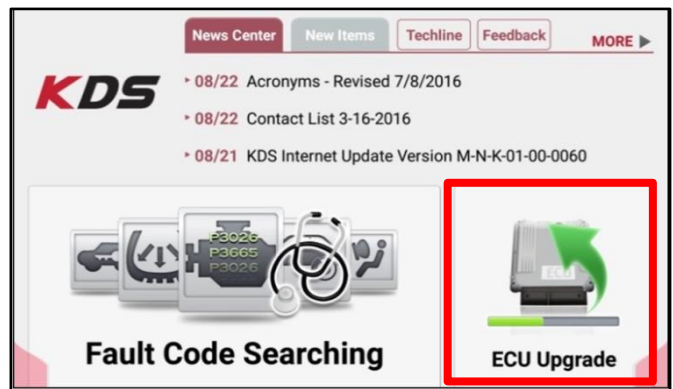 News Center New Items Techline Feedback MORE
KDS
08/22 Acronyms - Revised 7/8/2016
08/22 Contact List 3-16-2016
08/21 KDS Internet Update Version M-N-K-01-00-0060
P3026
P3665
P3026
ECU
Fault Code Searching
ECU Upgrade